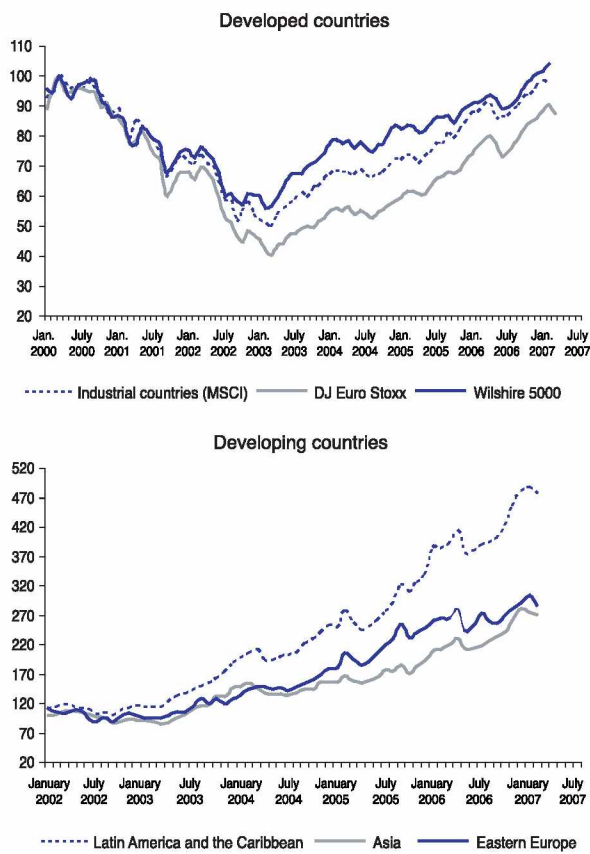 Developed countries
110
100
90
80
70
60
50
40
30
20
Jan. July Jan. July Jan. July Jan. July Jan. July Jan. July Jan. July Jan. July
2000 2000 2001 2001 2002 2002 2003 2003 2004 2004 2005 2005 2006 2006 2007 2007
Industrial countries (MSCI) DJ Euro Stoxx Wilshire 5000
Developing countries
520
470
420
370
320
270
220
170
120
70
20
January July January July January July January July January July January July
2002 2002 2003 2003 2004 2004 2005 2005 2006 2006 2007 2007
Latin America and the Caribbean Asia Eastern Europe